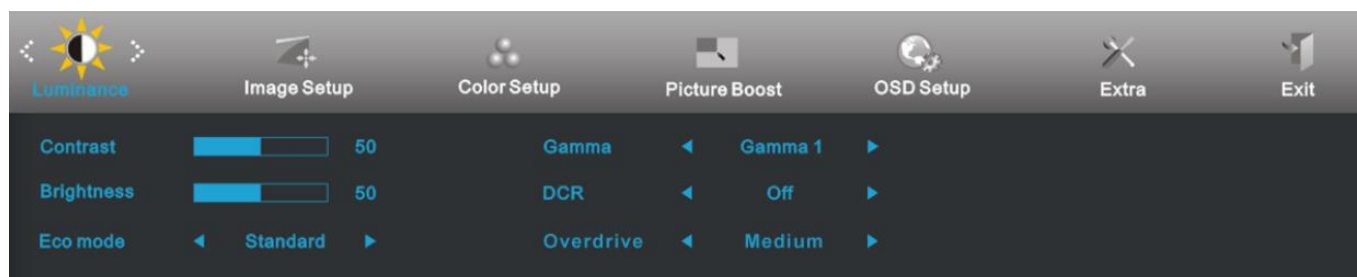 Luminance Image Setup Color Setup Picture Boost OSD Setup Extra Exit
Contrast 50 Gamma Gamma 1
Brightness 50 DCR Off
Eco mode Standard Overdrive Medium